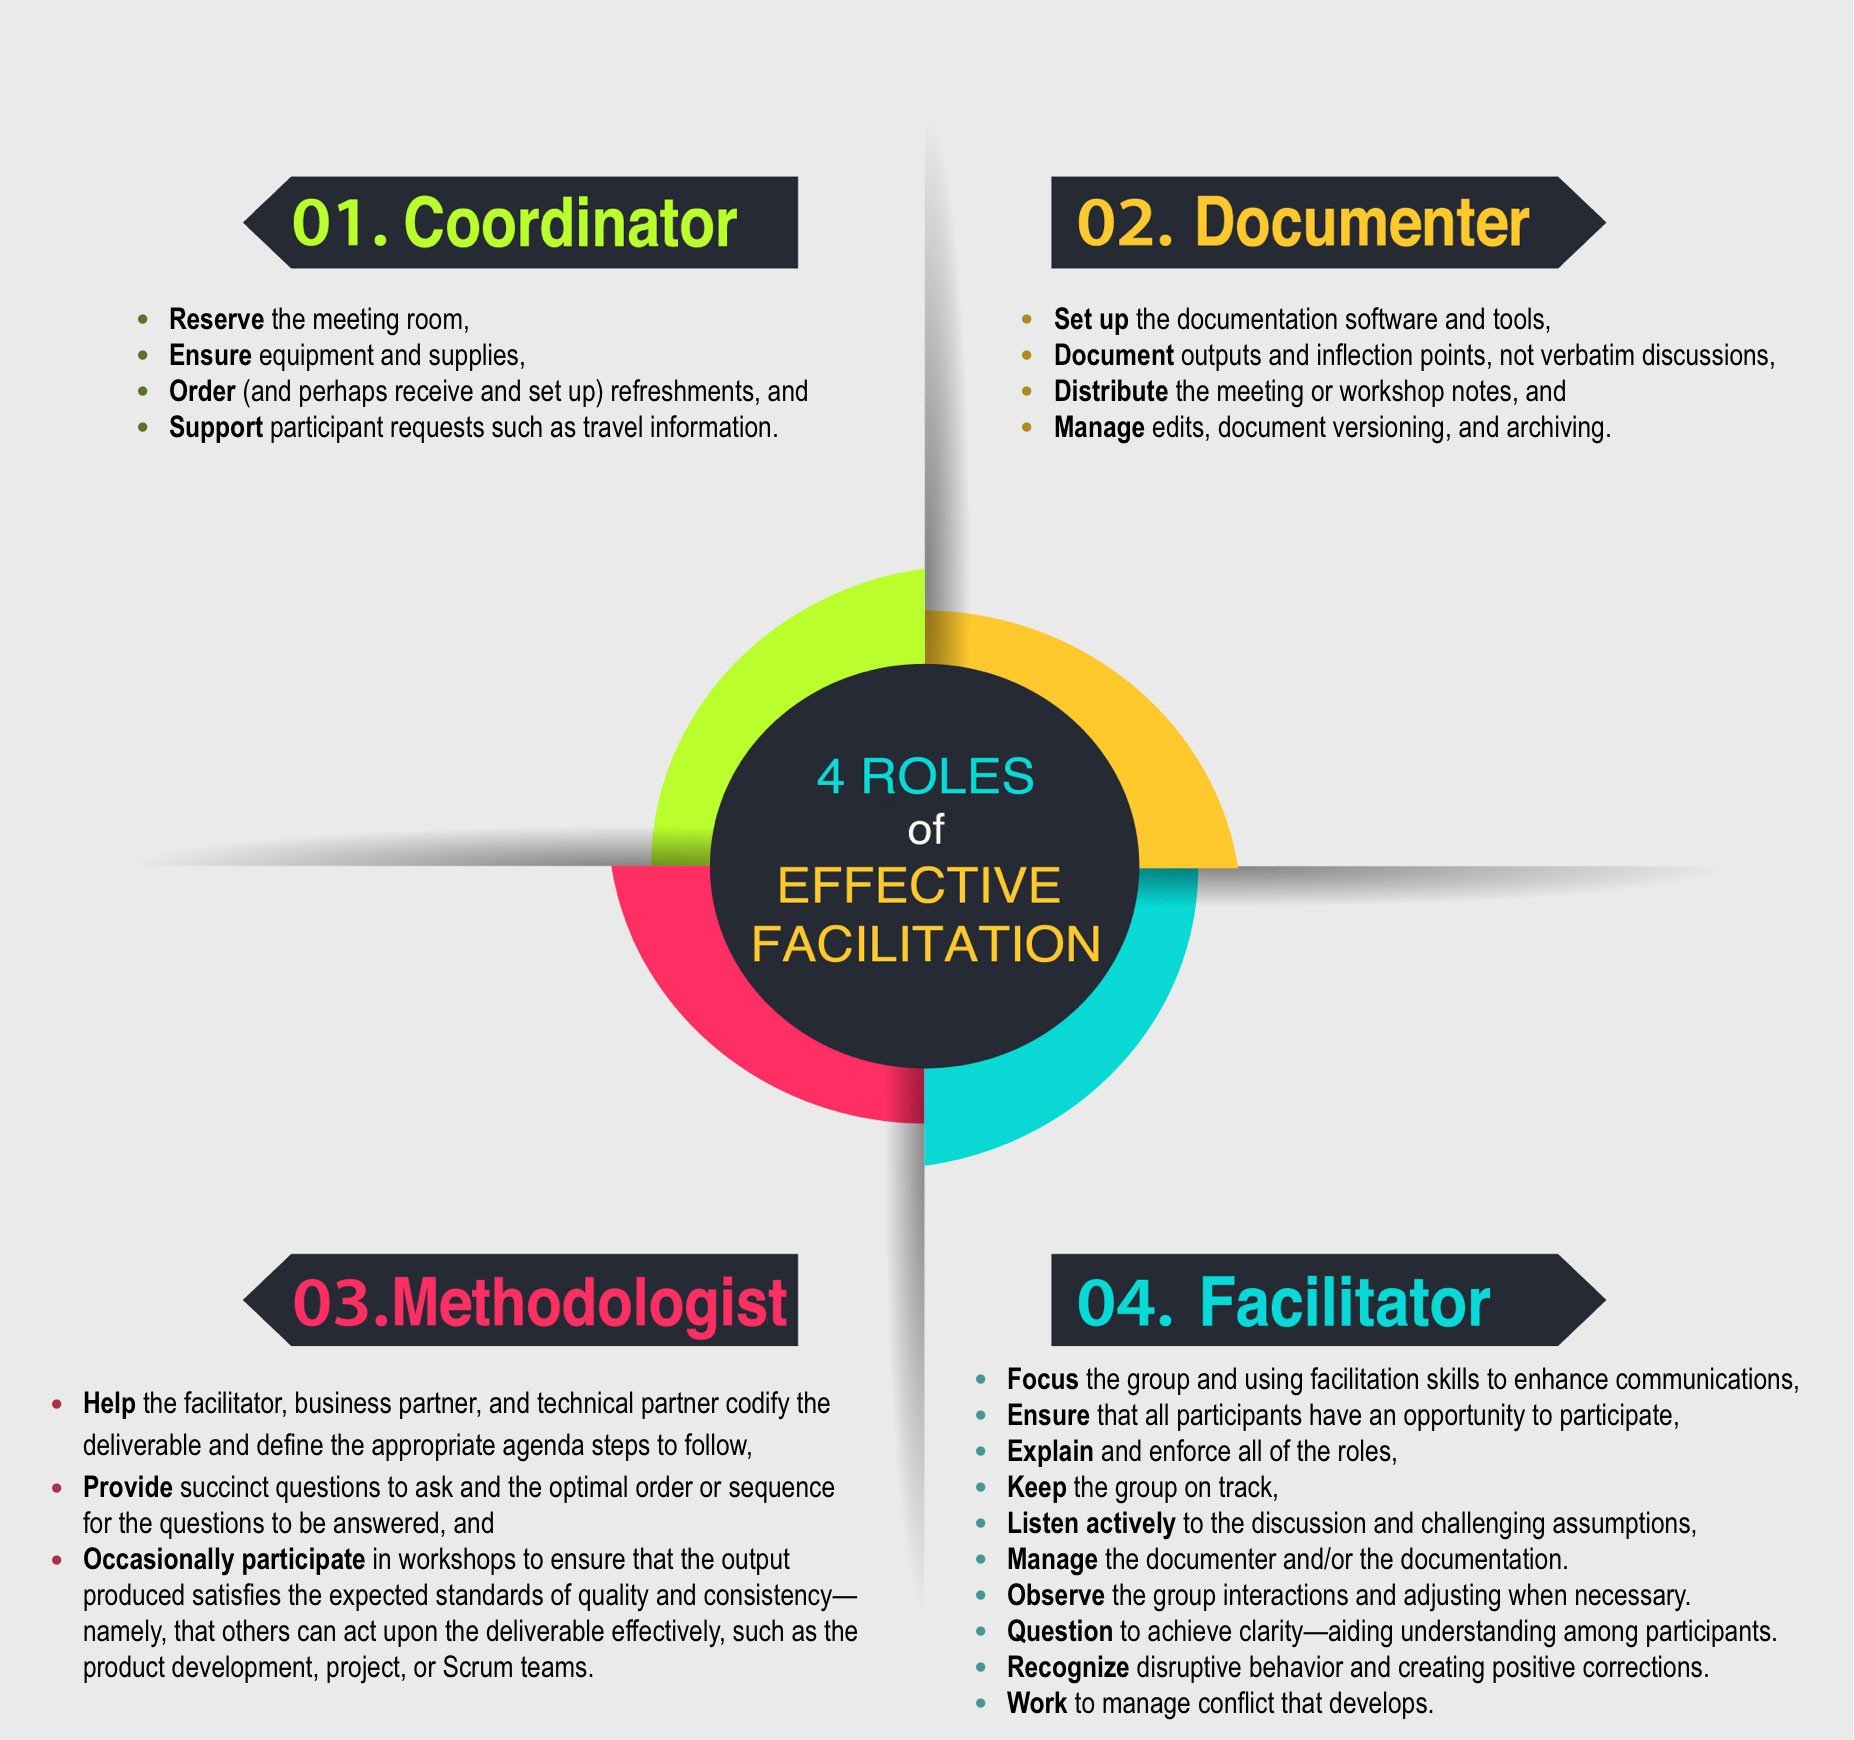 01. Coordinator
• Reserve the meeting room,
• Ensure equipment and supplies,
• Order (and perhaps receive and set up) refreshments, and
• Support participant requests such as travel information.
02. Documenter
• Set up the documentation software and tools,
• Document outputs and inflection points, not verbatim discussions,
• Distribute the meeting or workshop notes, and
• Manage edits, document versioning, and archiving.
4 ROLES
of
EFFECTIVE
FACILITATION
03.Methodologist
• Help the facilitator, business partner, and technical partner codify the
deliverable and define the appropriate agenda steps to follow,
• Provide succinct questions to ask and the optimal order or sequence
for the questions to be answered, and
• Occasionally participate in workshops to ensure that the output
produced satisfies the expected standards of quality and consistency—
namely, that others can act upon the deliverable effectively, such as the
product development, project, or Scrum teams.
04. Facilitator
• Focus the group and using facilitation skills to enhance communications,
• Ensure that all participants have an opportunity to participate,
• Explain and enforce all of the roles,
• Keep the group on track,
• Listen actively to the discussion and challenging assumptions,
• Manage the documenter and/or the documentation.
• Observe the group interactions and adjusting when necessary.
• Question to achieve clarity—aiding understanding among participants.
• Recognize disruptive behavior and creating positive corrections.
• Work to manage conflict that develops.